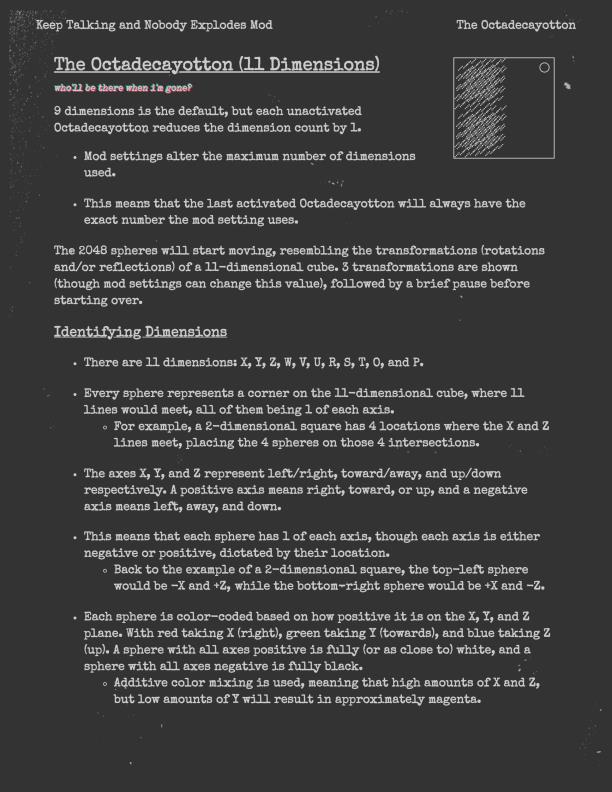 Keep Talking and Nobody Explodes Mod
The Octadecayotton
The Octadecayotton (11 Dimensions)
who'll be there when i'm gone?
9 dimensions is the default, but each unactivated
Octadecayotton reduces the dimension count by 1.
• Mod settings alter the maximum number of dimensions
used.
• This means that the last activated Octadecayotton will always have the
exact number the mod setting uses.
The 2048 spheres will start moving, resembling the transformations (rotations
and/or reflections) of a 11-dimensional cube. 3 transformations are shown
(though mod settings can change this value), followed by a brief pause before
starting over.
Identifying Dimensions
• There are 11 dimensions: X, Y, Z, W, V, U, R, S, T, O, and P.
• Every sphere represents a corner on the 11-dimensional cube, where 11
lines would meet, all of them being 1 of each axis.
○ For example, a 2-dimensional square has 4 locations where the X and Z
lines meet, placing the 4 spheres on those 4 intersections.
• The axes X, Y, and Z represent left/right, toward/away, and up/down
respectively. A positive axis means right, toward, or up, and a negative
axis means left, away, and down.
• This means that each sphere has 1 of each axis, though each axis is either
negative or positive, dictated by their location.
○ Back to the example of a 2-dimensional square, the top-left sphere
would be -X and +Z, while the bottom-right sphere would be +X and -Z.
• Each sphere is color-coded based on how positive it is on the X, Y, and Z
plane. With red taking X (right), green taking Y (towards), and blue taking Z
(up). A sphere with all axes positive is fully (or as close to) white, and a
sphere with all axes negative is fully black.
○ Additive color mixing is used, meaning that high amounts of X and Z,
but low amounts of Y will result in approximately magenta.